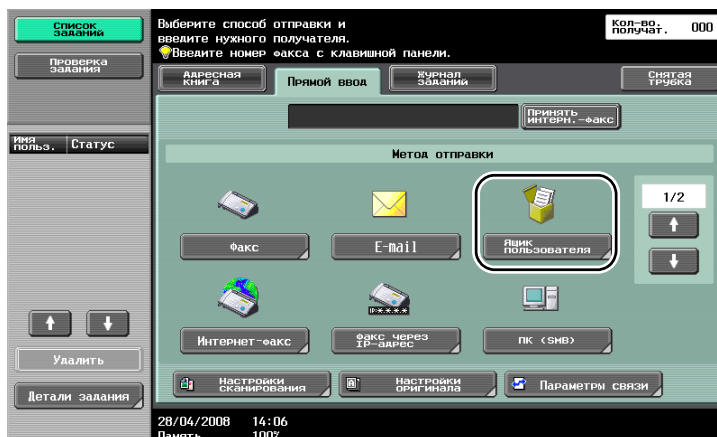 Список
заданий
Проверка
задания
Имя
польз.
Статус
Удалить
Детали задания
Выберите способ отправки и
введите нужного получателя.
Введите номер факса с клавишной панели.
Кол-во.
получат.
000
Адресная
книга
Прямой ввод
Журнал
заданий
Снятая
трубка
Принять
интерн.-факс
Метод отправки
Факс
E-mail
Ящик
пользователя
1/2
IP:*.*.*.*
Интернет-факс
Факс через
IP-адрес
ПК (SMB)
Настройки
сканирования
Настройки
оригинала
Параметры связи
28/04/2008 14:06
Память 100%